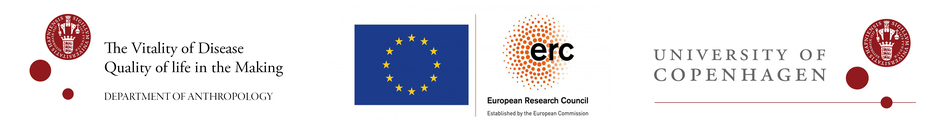 The Vitality of Disease
Quality of life in the Making
DEPARTMENT OF ANTHROPOLOGY
erc
European Research Council
Established by the European Commission
UNIVERSITY OF
COPENHAGEN